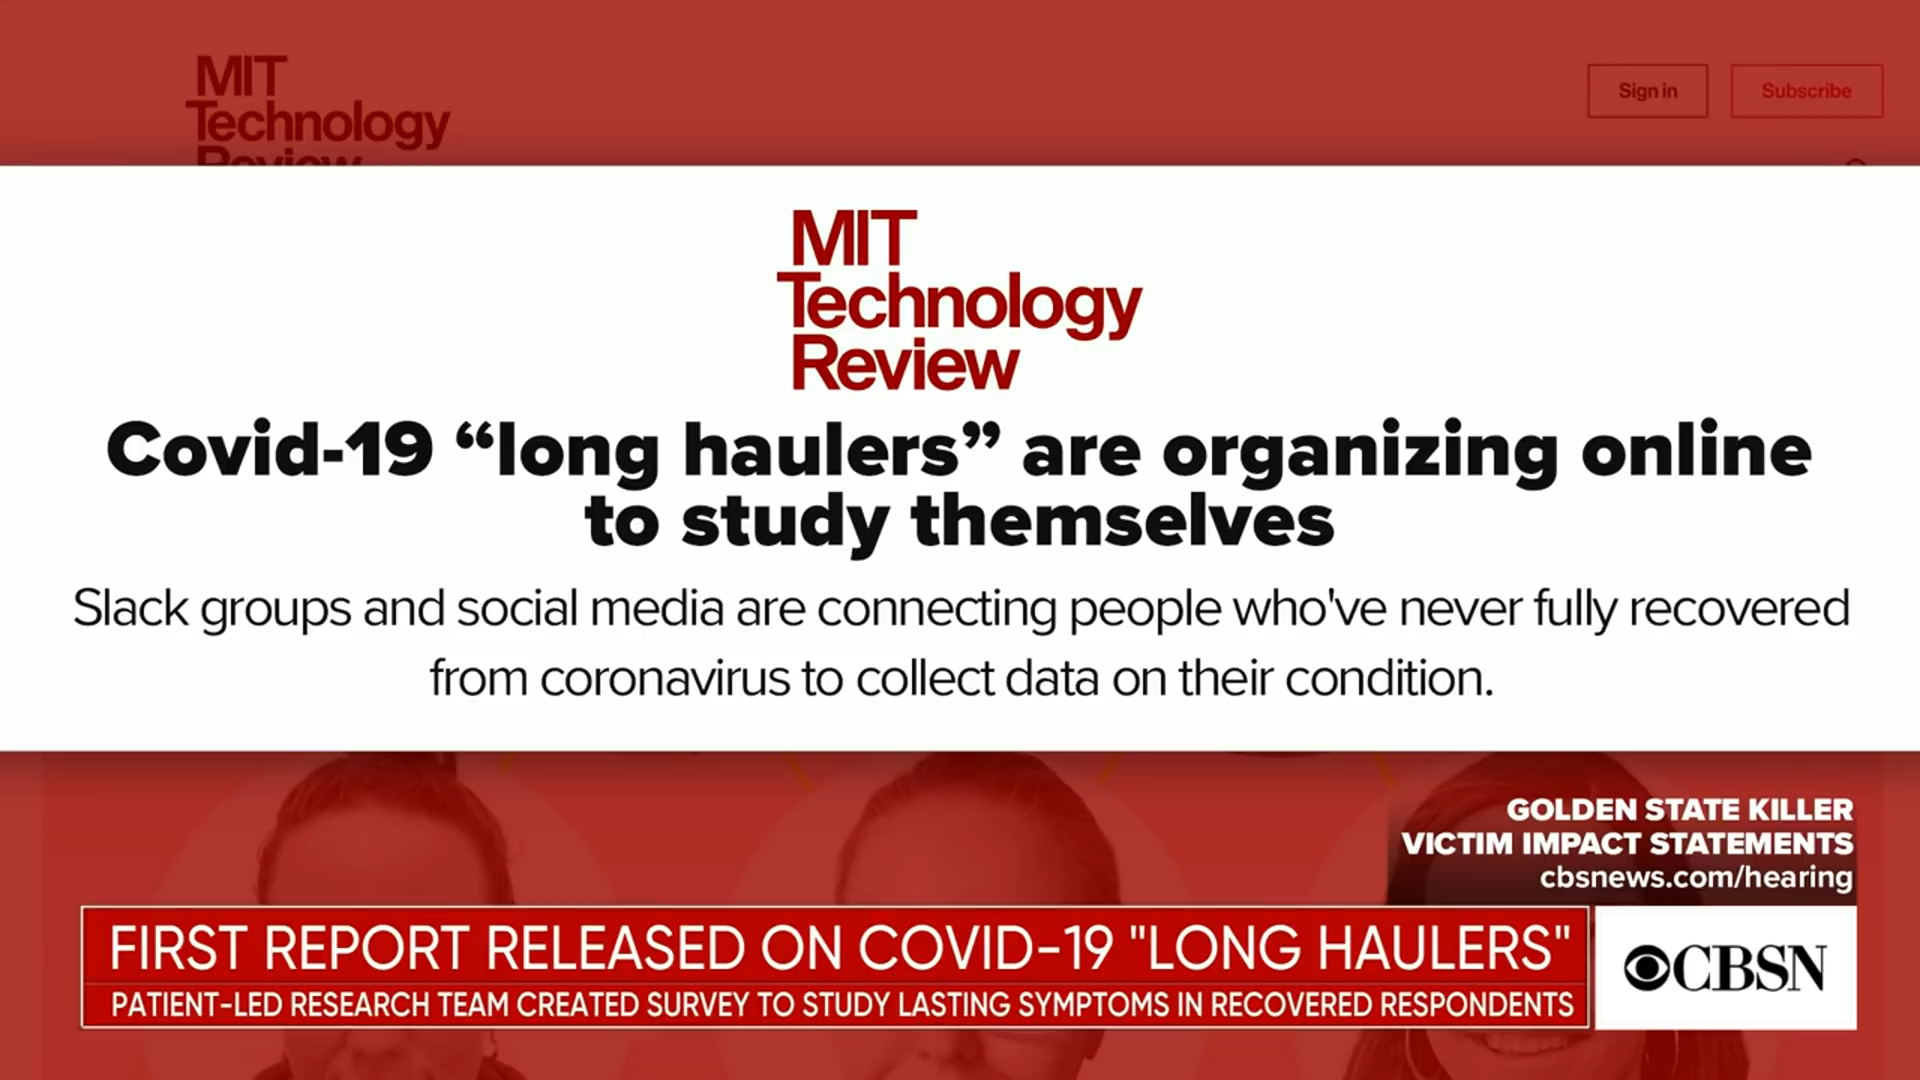 MIT
Technology
Review
Sign in
Subscribe
MIT
Technology
Review
Covid-19 “long haulers” are organizing online
to study themselves
Slack groups and social media are connecting people who've never fully recovered
from coronavirus to collect data on their condition.
GOLDEN STATE KILLER
VICTIM IMPACT STATEMENTS
cbsnews.com/hearing
FIRST REPORT RELEASED ON COVID-19 "LONG HAULERS"
PATIENT-LED RESEARCH TEAM CREATED SURVEY TO STUDY LASTING SYMPTOMS IN RECOVERED RESPONDENTS
CBSN